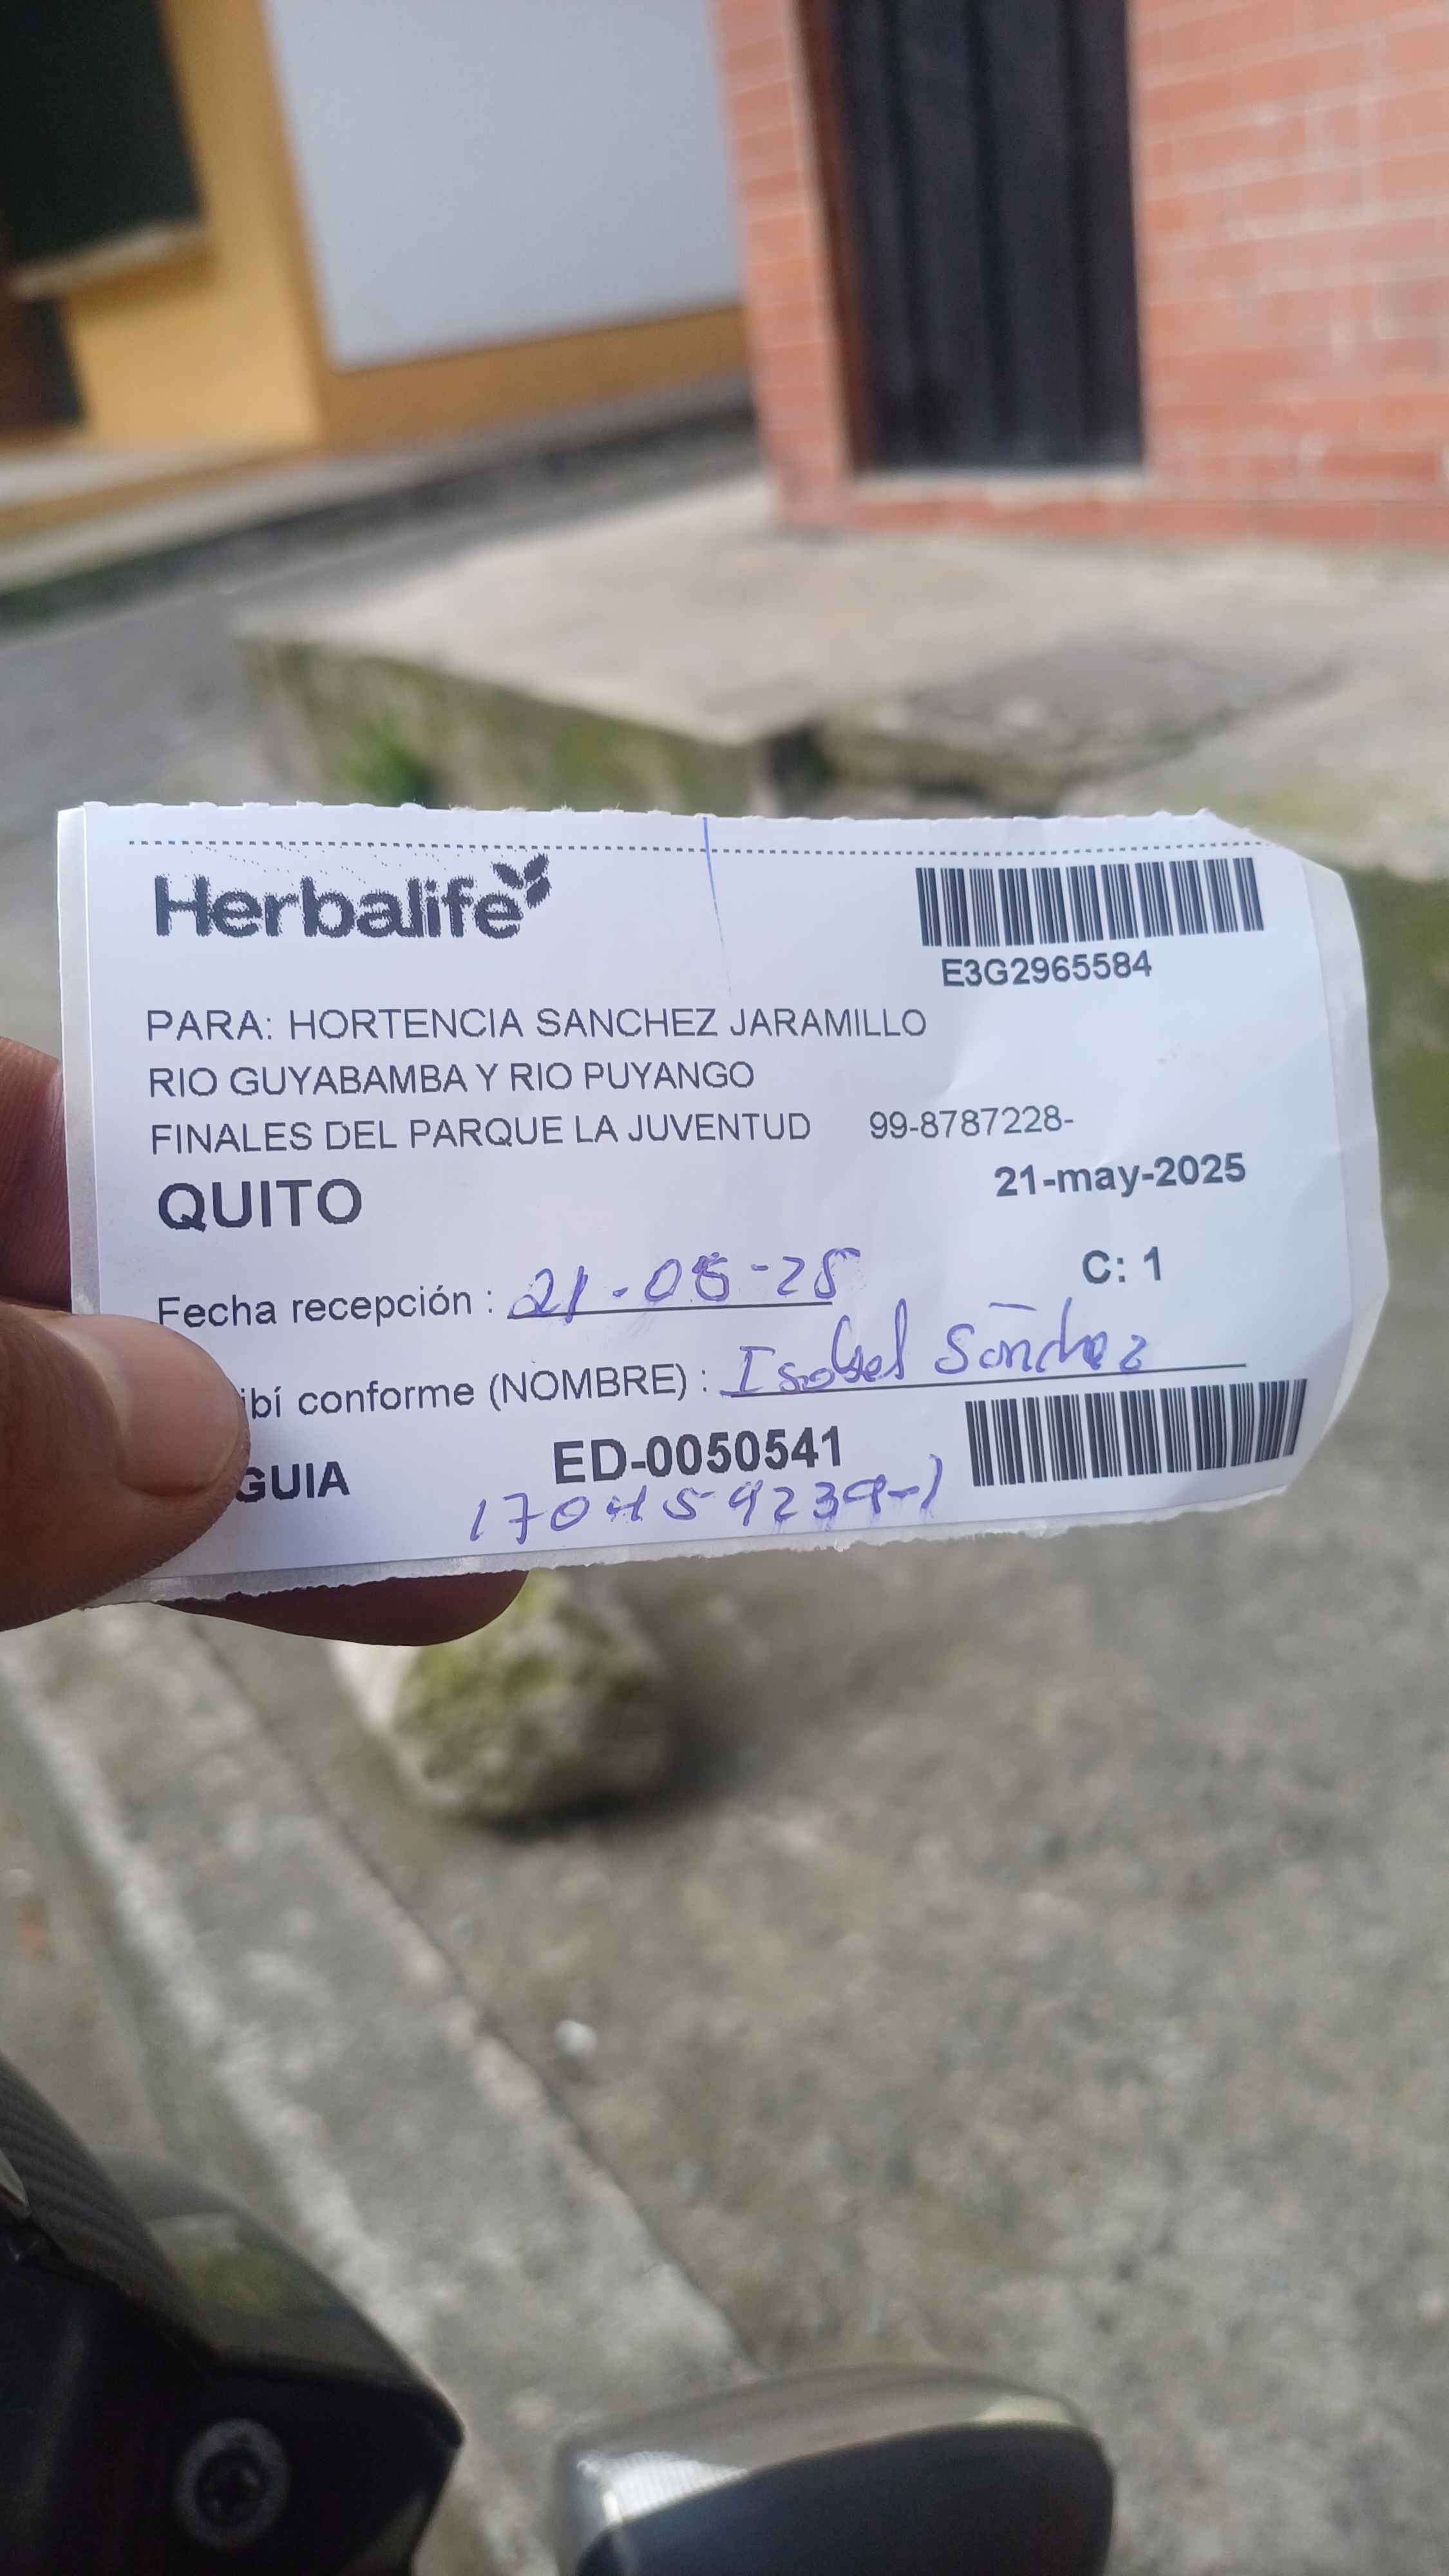 Herbalife
E3G2965584
PARA: HORTENCIA SANCHEZ JARAMILLO
RIO GUYABAMBA Y RIO PUYANGO
FINALES DEL PARQUE LA JUVENTUD 99-8787228-
QUITO 21-may-2025
C: 1
Fecha recepción : 21-05-25
ibí conforme (NOMBRE) : Isabel Sánchez
GUIA ED-0050541
170459239-1